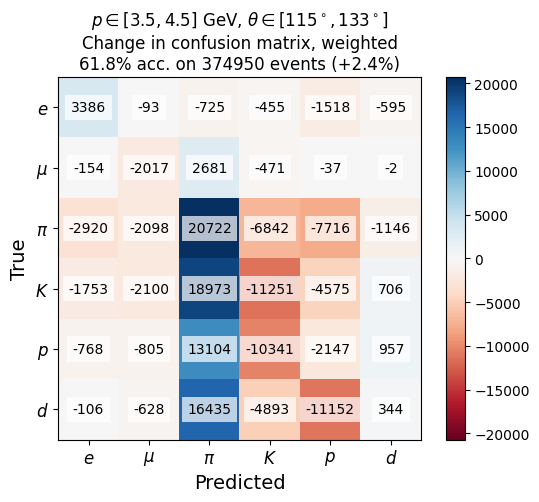 p ∈ [3.5, 4.5] GeV, θ ∈ [115°, 133°]
Change in confusion matrix, weighted
61.8% acc. on 374950 events (+2.4%)
e 3386 -93 -725 -455 -1518 -595
μ -154 -2017 2681 -471 -37 -2
π -2920 -2098 20722 -6842 -7716 -1146
K -1753 -2100 18973 -11251 -4575 706
p -768 -805 13104 -10341 -2147 957
d -106 -628 16435 -4893 -11152 344
e μ π K p d
True
Predicted
20000
15000
10000
5000
0
−5000
−10000
−15000
−20000